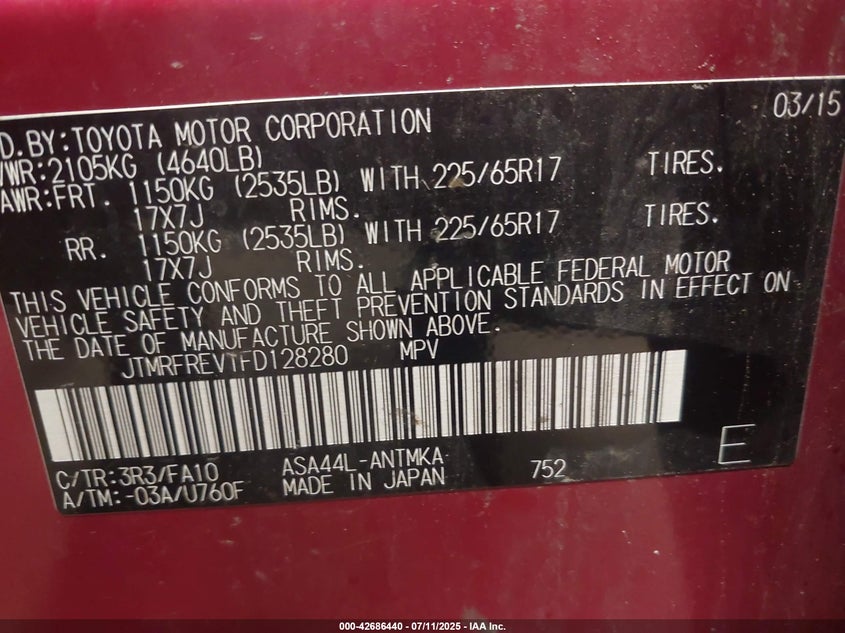 03/15
D.BY:TOYOTA MOTOR CORPORATION
VWR:2105KG (4640LB)
AWR:FRT. 1150KG (2535LB) WITH 225/65R17 TIRES.
17X7J RIMS.
RR. 1150KG (2535LB) WITH 225/65R17 TIRES.
17X7J RIMS.
THIS VEHICLE CONFORMS TO ALL APPLICABLE FEDERAL MOTOR
VEHICLE SAFETY AND THEFT PREVENTION STANDARDS IN EFFECT ON
THE DATE OF MANUFACTURE SHOWN ABOVE.
JTMRFREV1FD128280 MPV
C/TR:3R3/FA10 ASA44L-ANTMKA 752 E
A/TM:-03A/U760F MADE IN JAPAN
000-42686440 - 07/11/2025 - IAA Inc.